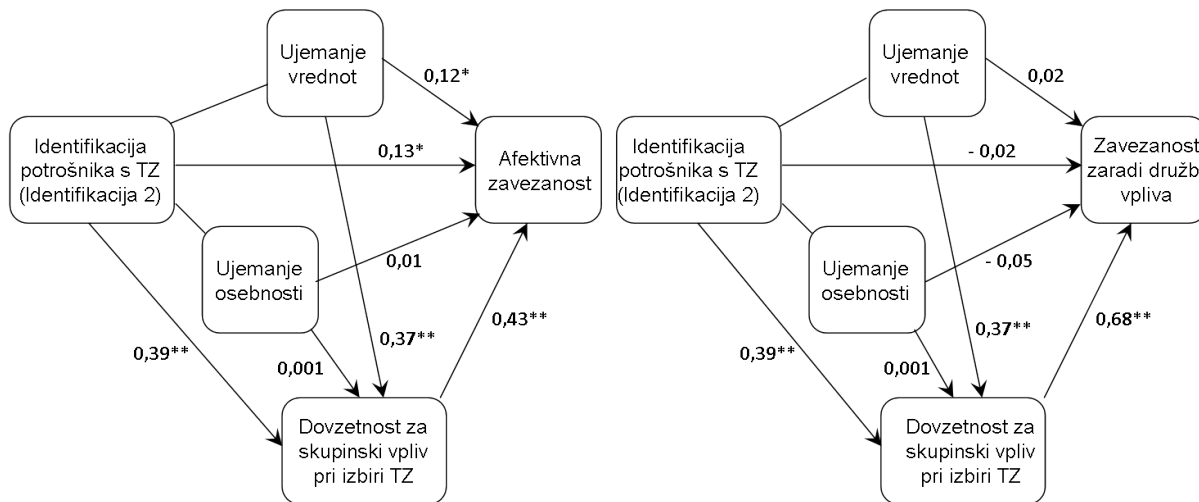 Ujemanje
vrednot
0,12*
Identifikacija
potrošnika s TZ
(Identifikacija 2)
0,13*
Afektivna
zavezanost
Ujemanje
osebnosti
0,01
0,39**
0,001
0,37**
0,43**
Dovzetnost za
skupinski vpliv
pri izbiri TZ
Ujemanje
vrednot
0,02
Identifikacija
potrošnika s TZ
(Identifikacija 2)
- 0,02
Zavezanost
zaradi družb
vpliva
Ujemanje
osebnosti
- 0,05
0,39**
0,001
0,37**
0,68**
Dovzetnost za
skupinski vpliv
pri izbiri TZ